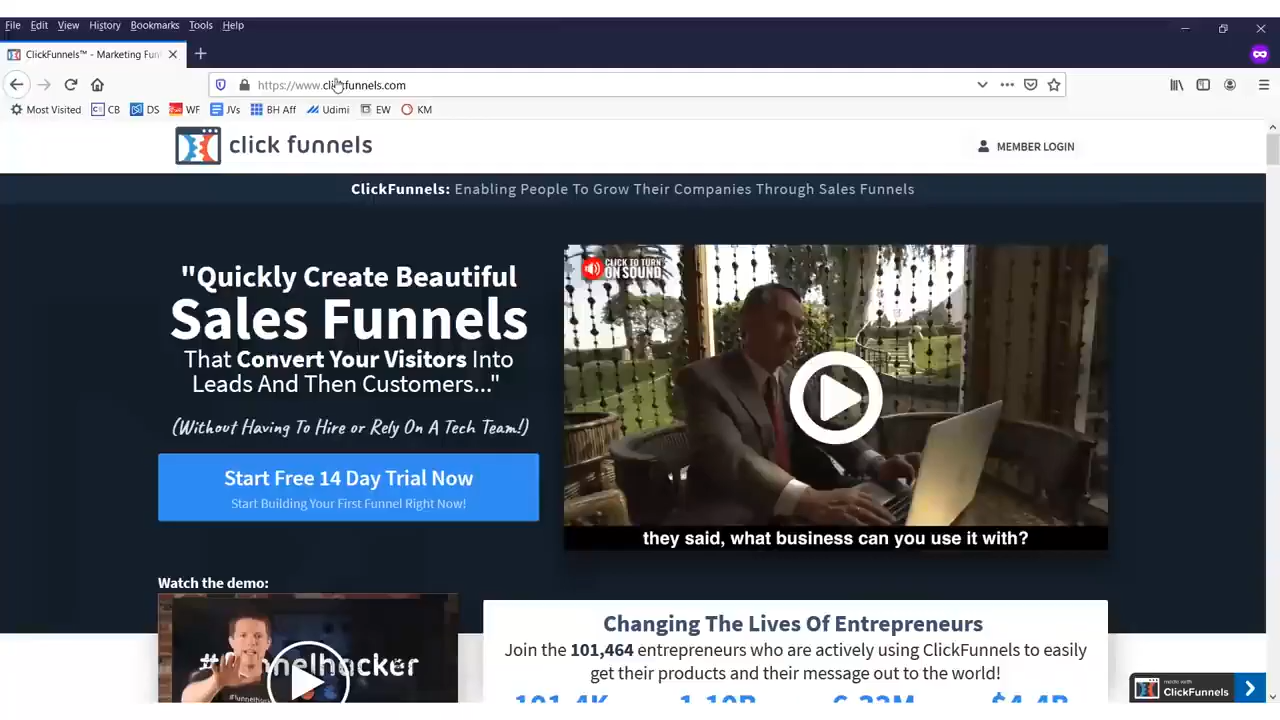 File Edit View History Bookmarks Tools Help
ClickFunnels™ - Marketing Fun
https://www.clickfunnels.com
Most Visited CB DS WF JVs BH Aff Udimi EW KM
click funnels
MEMBER LOGIN
ClickFunnels: Enabling People To Grow Their Companies Through Sales Funnels
"Quickly Create Beautiful
Sales Funnels
That Convert Your Visitors Into
Leads And Then Customers..."
(Without Having To Hire or Rely On A Tech Team!)
Start Free 14 Day Trial Now
Start Building Your First Funnel Right Now!
CLICK TO TURN
ON SOUND
they said, what business can you use it with?
Watch the demo:
Changing The Lives Of Entrepreneurs
Join the 101,464 entrepreneurs who are actively using ClickFunnels to easily
get their products and their message out to the world!
made with
ClickFunnels